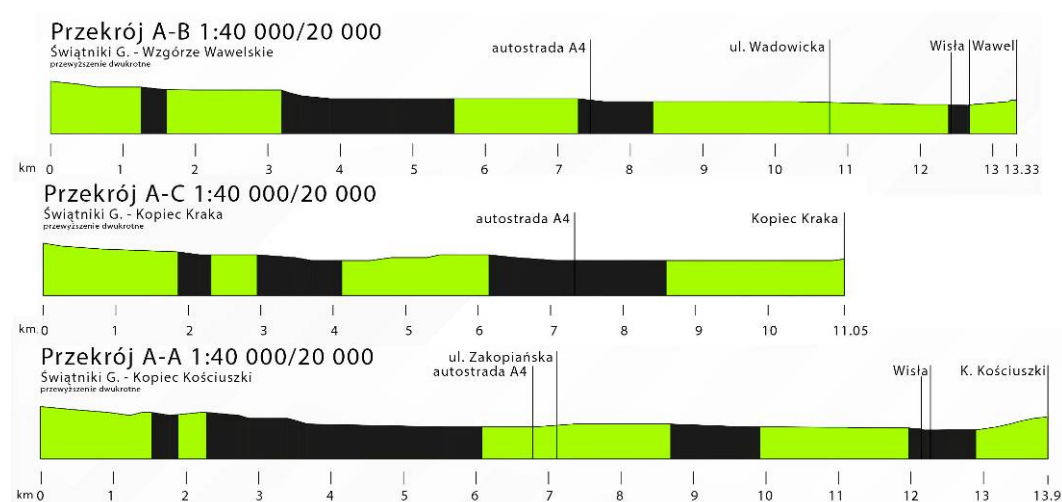 Przekrój A-B 1:40 000/20 000
Świątniki G. - Wzgórze Wawelskie
przewyższenie dwukrotne
autostrada A4
ul. Wadowicka
Wisła
Wawel
km 0 1 2 3 4 5 6 7 8 9 10 11 12 13 13.33
Przekrój A-C 1:40 000/20 000
Świątniki G. - Kopiec Kraka
przewyższenie dwukrotne
autostrada A4
Kopiec Kraka
km. 0 1 2 3 4 5 6 7 8 9 10 11.05
Przekrój A-A 1:40 000/20 000
Świątniki G. - Kopiec Kościuszki
przewyższenie dwukrotne
ul. Zakopiańska
autostrada A4
Wisła
K. Kościuszki
km 0 1 2 3 4 5 6 7 8 9 10 11 12 13 13.9